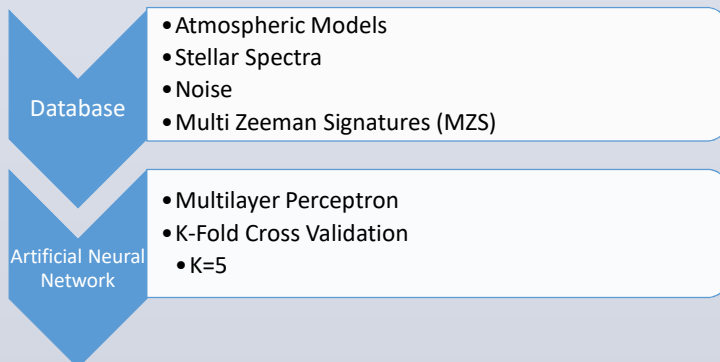 Database
• Atmospheric Models
• Stellar Spectra
• Noise
• Multi Zeeman Signatures (MZS)
Artificial Neural
Network
• Multilayer Perceptron
• K-Fold Cross Validation
• K=5